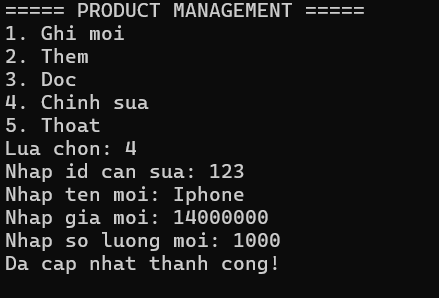 ===== PRODUCT MANAGEMENT =====
1. Ghi moi
2. Them
3. Doc
4. Chinh sua
5. Thoat
Lua chon: 4
Nhap id can sua: 123
Nhap ten moi: Iphone
Nhap gia moi: 14000000
Nhap so luong moi: 1000
Da cap nhat thanh cong!